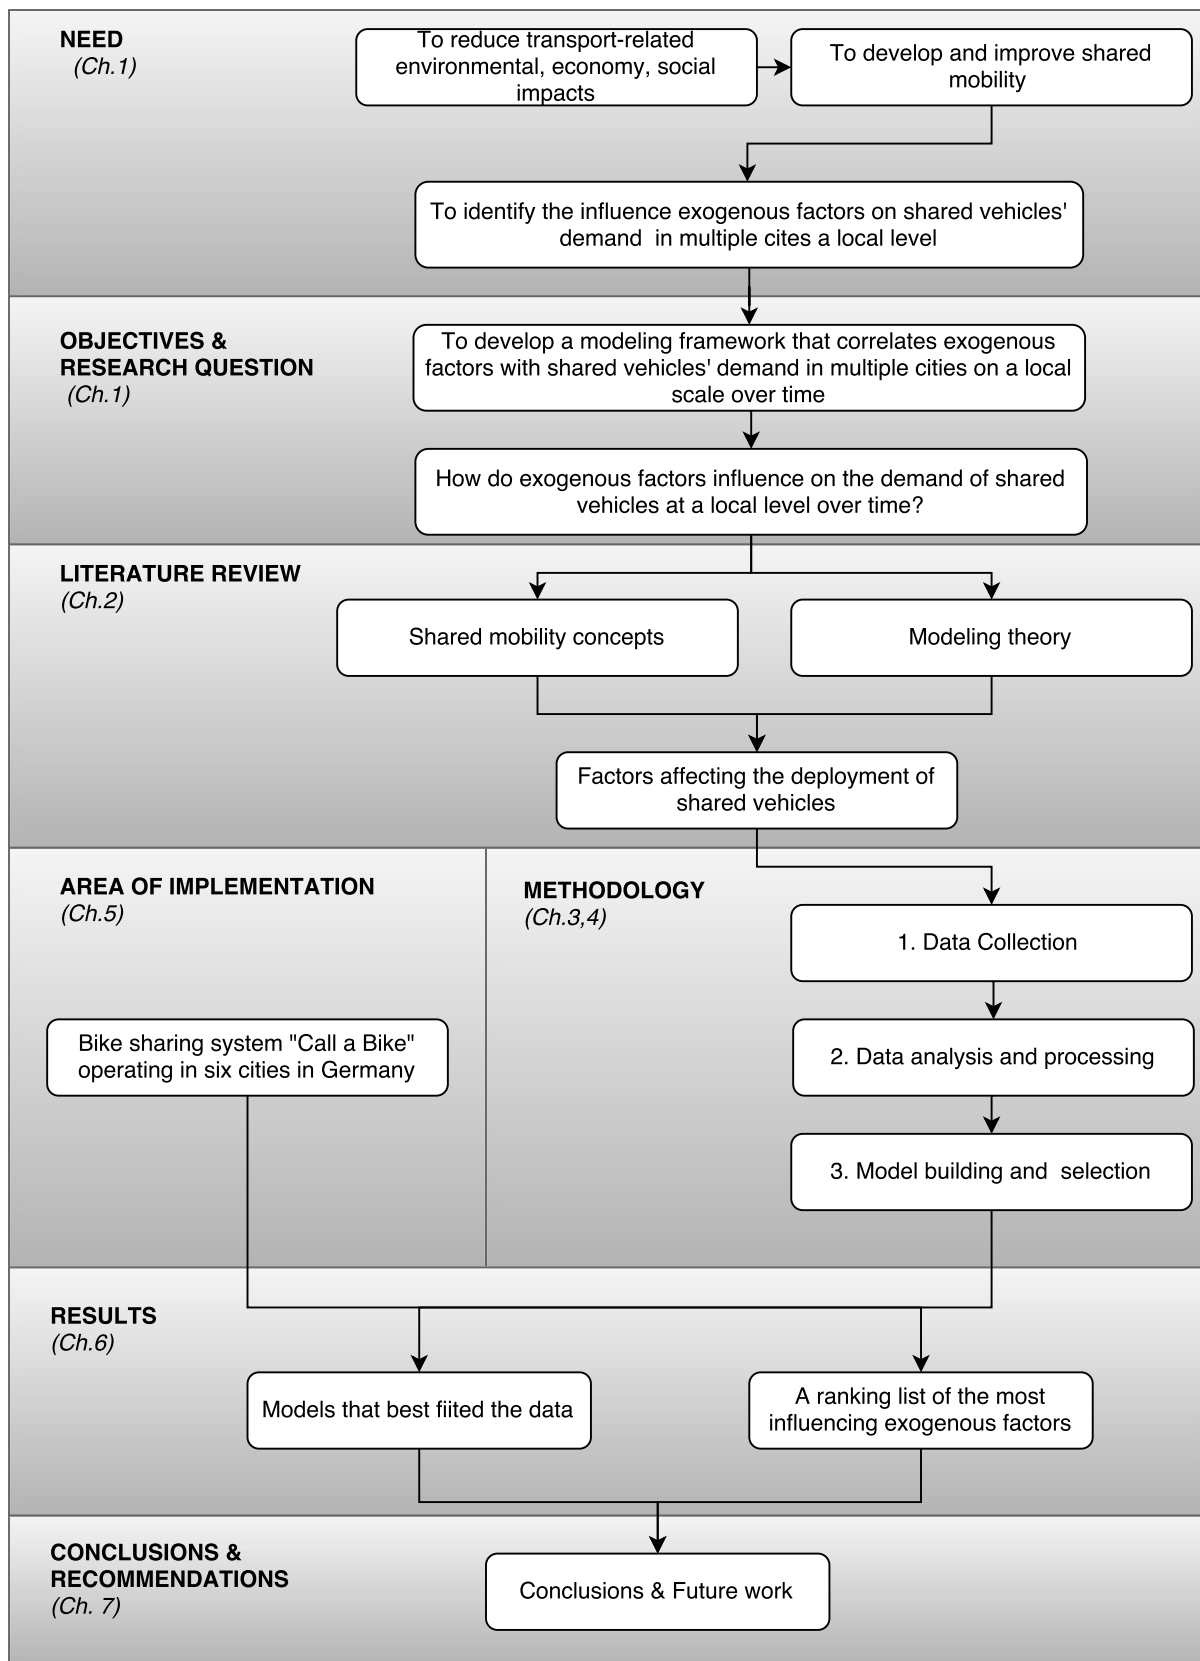 NEED
(Ch.1)
To reduce transport-related
environmental, economy, social
impacts
To develop and improve shared
mobility
To identify the influence exogenous factors on shared vehicles'
demand in multiple cites a local level
OBJECTIVES &
RESEARCH QUESTION
(Ch.1)
To develop a modeling framework that correlates exogenous
factors with shared vehicles' demand in multiple cities on a local
scale over time
How do exogenous factors influence on the demand of shared
vehicles at a local level over time?
LITERATURE REVIEW
(Ch.2)
Shared mobility concepts
Modeling theory
Factors affecting the deployment of
shared vehicles
AREA OF IMPLEMENTATION
(Ch.5)
Bike sharing system "Call a Bike"
operating in six cities in Germany
METHODOLOGY
(Ch.3,4)
1. Data Collection
2. Data analysis and processing
3. Model building and selection
RESULTS
(Ch.6)
Models that best fiited the data
A ranking list of the most
influencing exogenous factors
CONCLUSIONS &
RECOMMENDATIONS
(Ch. 7)
Conclusions & Future work